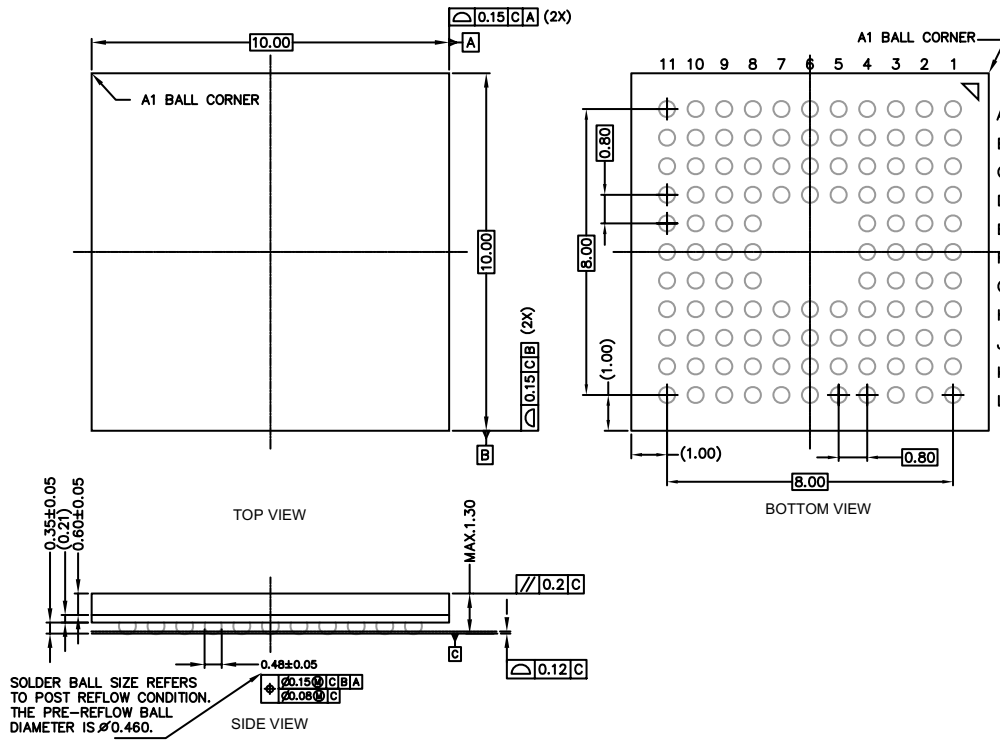 ⌓ 0.15 C A (2X)
10.00
A
A1 BALL CORNER
10.00
⌓ 0.15 C B (2X)
B
TOP VIEW
A1 BALL CORNER
11 10 9 8 7 6 5 4 3 2 1
0.80
8.00
(1.00)
(1.00)
0.80
8.00
BOTTOM VIEW
0.35±0.05
(0.21)
0.60±0.05
MAX.1.30
// 0.2 C
C
⌓ 0.12 C
0.48±0.05
⌖ Ø0.15Ⓜ C B A
Ø0.08Ⓜ C
SOLDER BALL SIZE REFERS
TO POST REFLOW CONDITION.
THE PRE-REFLOW BALL
DIAMETER IS Ø0.460.
SIDE VIEW